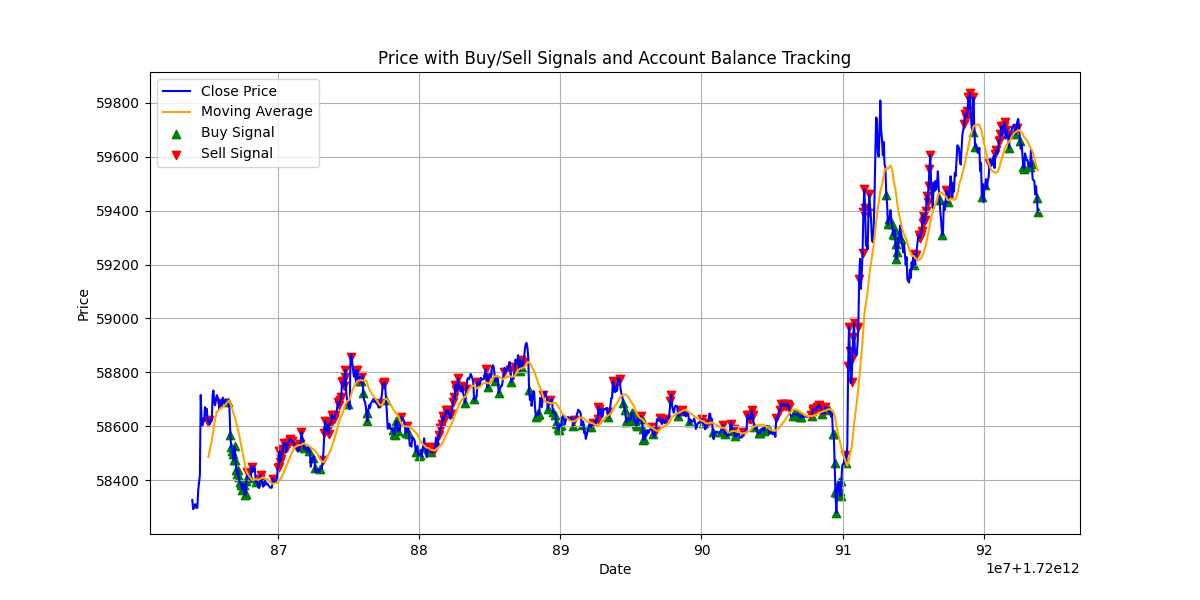 Price with Buy/Sell Signals and Account Balance Tracking
Close Price
Moving Average
Buy Signal
Sell Signal
59800
59600
59400
59200
59000
58800
58600
58400
Price
87 88 89 90 91 92
1e7+1.72e12
Date